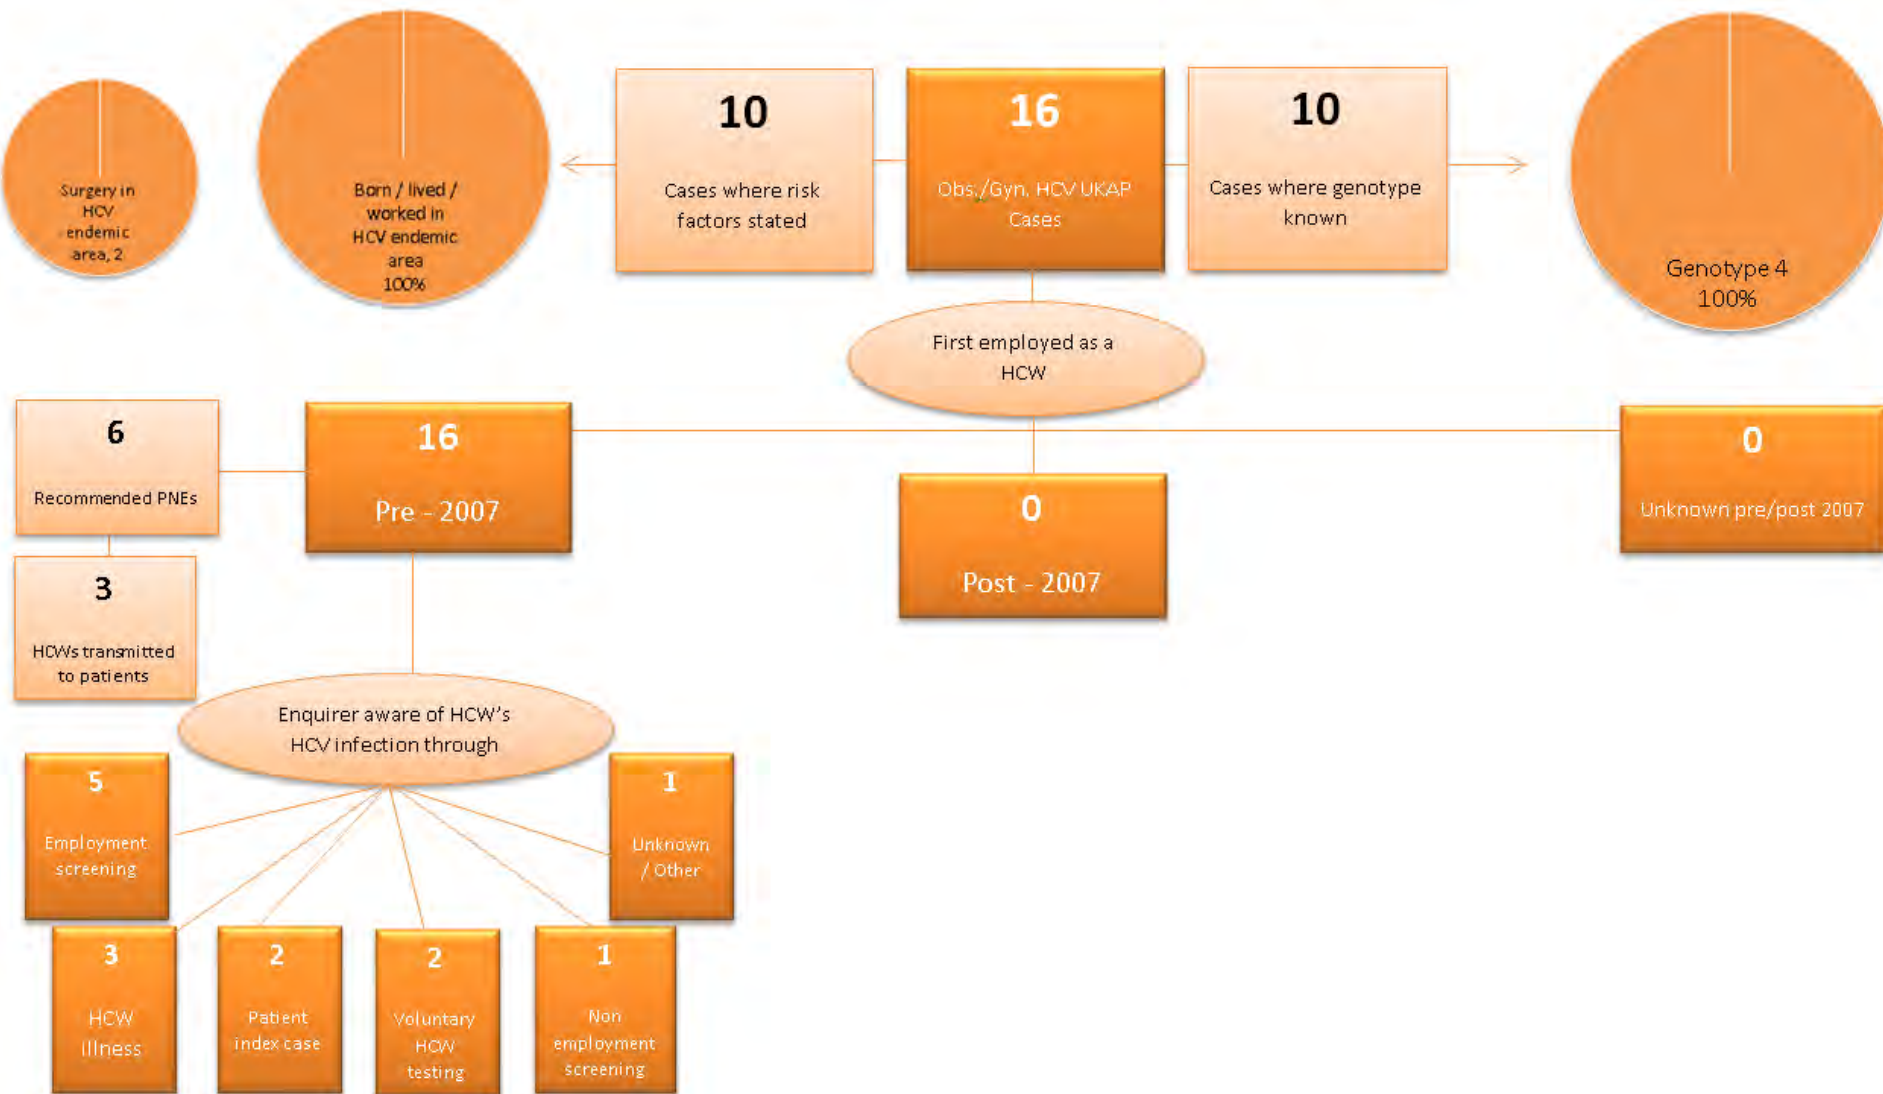 Surgery in
HCV
endemic
area, 2
Born / lived /
worked in
HCV endemic
area
100%
10
Cases where risk
factors stated
16
Obs./Gyn. HCV UKAP
Cases
10
Cases where genotype
known
Genotype 4
100%
First employed as a
HCW
6
Recommended PNEs
16
Pre - 2007
0
Post - 2007
0
Unknown pre/post 2007
3
HCWs transmitted
to patients
Enquirer aware of HCW's
HCV infection through
5
Employment
screening
1
Unknown
/ Other
3
HCW
illness
2
Patient
index case
2
Voluntary
HCW
testing
1
Non
employment
screening